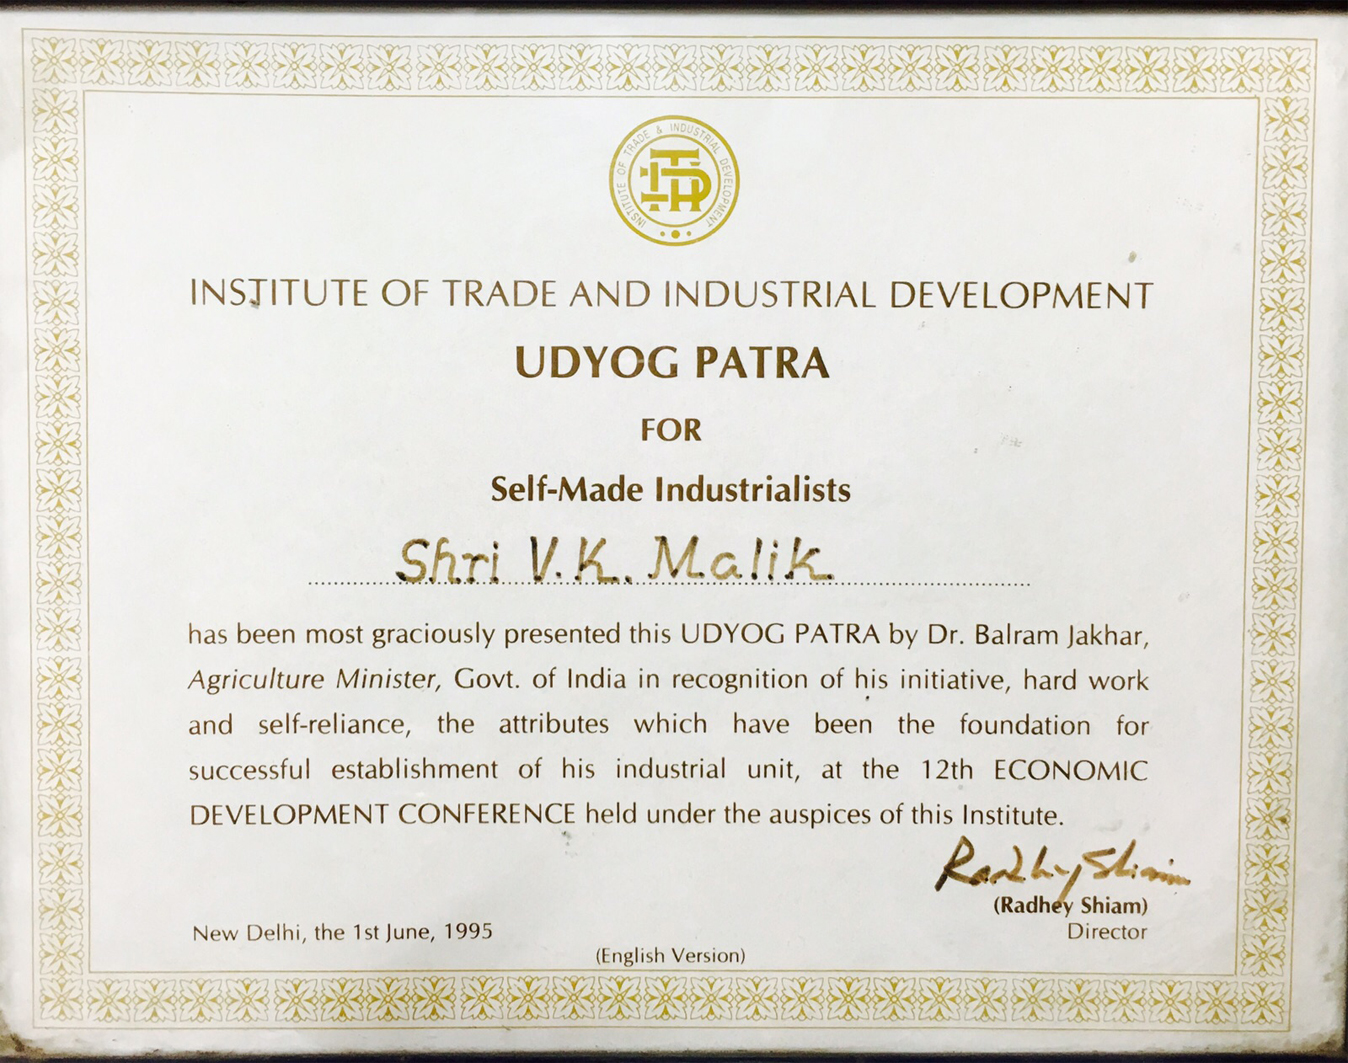 INSTITUTE OF TRADE & INDUSTRIAL DEVELOPMENT
INSTITUTE OF TRADE AND INDUSTRIAL DEVELOPMENT
UDYOG PATRA
FOR
Self-Made Industrialists
Shri V.K. Malik
has been most graciously presented this UDYOG PATRA by Dr. Balram Jakhar,
Agriculture Minister, Govt. of India in recognition of his initiative, hard work
and self-reliance, the attributes which have been the foundation for
successful establishment of his industrial unit, at the 12th ECONOMIC
DEVELOPMENT CONFERENCE held under the auspices of this Institute.
Radhey Shiam
(Radhey Shiam)
New Delhi, the 1st June, 1995
Director
(English Version)